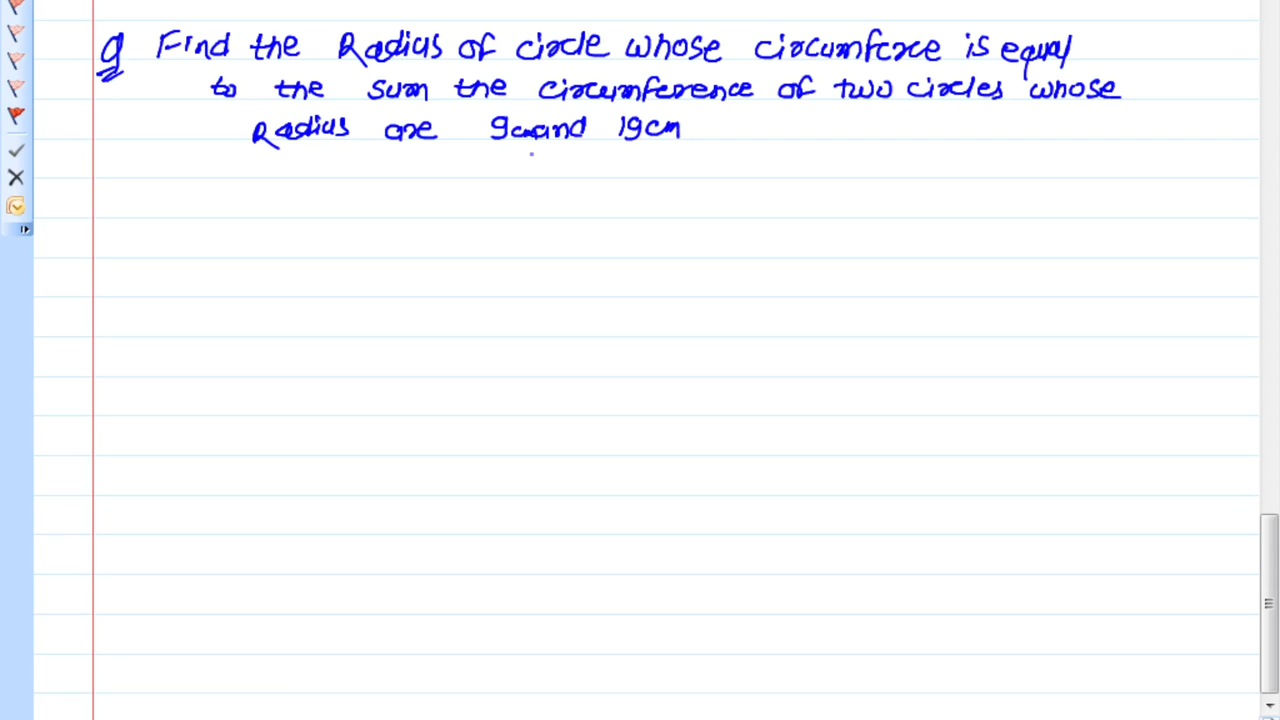 Q Find the Radius of circle whose circumferce is equal
to the sum the circumference of two circles whose
Radius are 9cm and 19cm